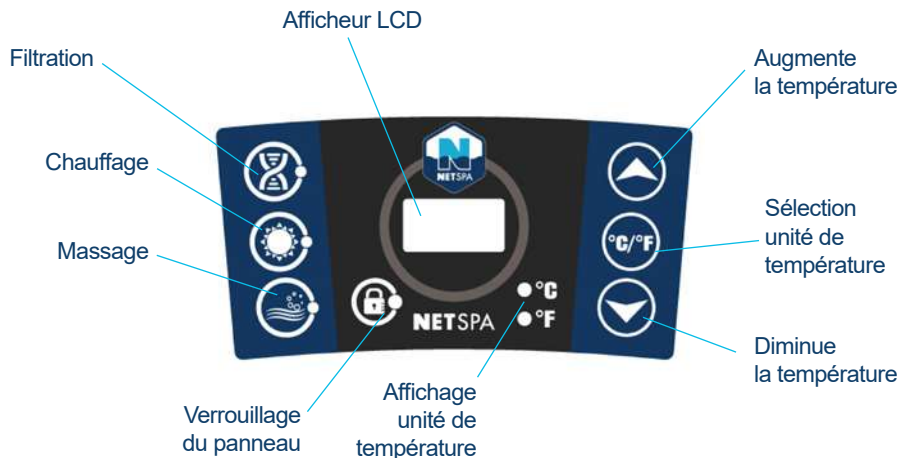 Afficheur LCD
Filtration
Augmente
la température
Chauffage
NETSPA
Sélection
unité de
température
°C/°F
Massage
°C
NETSPA
°F
Diminue
la température
Affichage
unité de
température
Verrouillage
du panneau